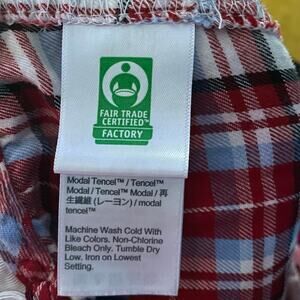 FAIR TRADE
CERTIFIED™
FACTORY
Modal Tencel™ / Tencel™
Modal / Tencel™ Modal / 再
生纖維 (レーヨン) / modal
tencel™
Machine Wash Cold With
Like Colors. Non-Chlorine
Bleach Only. Tumble Dry
Low. Iron on Lowest
Setting.